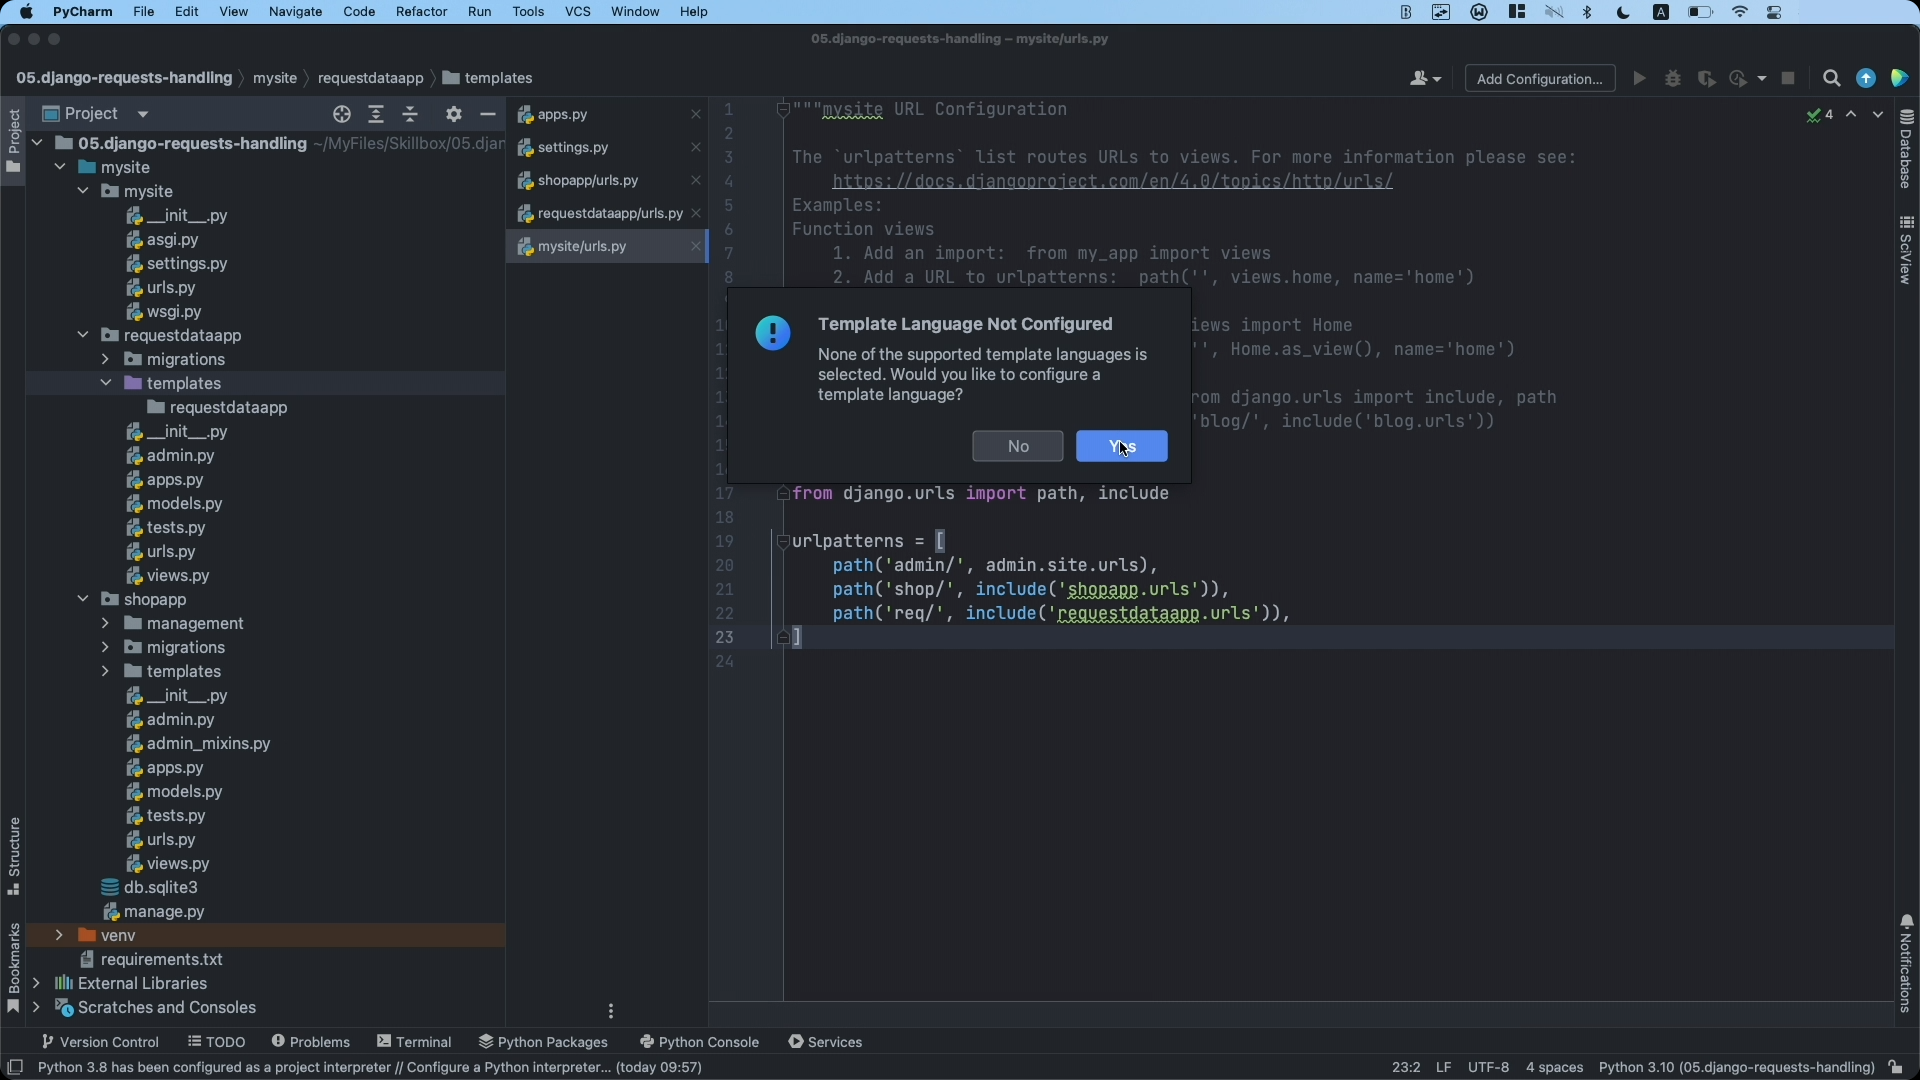 PyCharm File Edit View Navigate Code Refactor Run Tools VCS Window Help
05.django-requests-handling – mysite/urls.py
05.django-requests-handling mysite requestdataapp templates
Add Configuration...
Project
Project
05.django-requests-handling ~/MyFiles/Skillbox/05.djan
mysite
mysite
__init__.py
asgi.py
settings.py
urls.py
wsgi.py
requestdataapp
migrations
templates
requestdataapp
__init__.py
admin.py
apps.py
models.py
tests.py
urls.py
views.py
shopapp
management
migrations
templates
__init__.py
admin.py
admin_mixins.py
apps.py
models.py
tests.py
urls.py
views.py
db.sqlite3
manage.py
venv
requirements.txt
External Libraries
Scratches and Consoles
Structure
Bookmarks
apps.py
settings.py
shopapp/urls.py
requestdataapp/urls.py
mysite/urls.py
4
1 """mysite URL Configuration
2
3 The `urlpatterns` list routes URLs to views. For more information please see:
4 https://docs.djangoproject.com/en/4.0/topics/http/urls/
5 Examples:
6 Function views
7 1. Add an import:  from my_app import views
8 2. Add a URL to urlpatterns:  path('', views.home, name='home')
iews import Home
'', Home.as_view(), name='home')
rom django.urls import include, path
'blog/', include('blog.urls'))
17 from django.urls import path, include
18
19 urlpatterns = [
20 path('admin/', admin.site.urls),
21 path('shop/', include('shopapp.urls')),
22 path('req/', include('requestdataapp.urls')),
23 ]
24
Template Language Not Configured
None of the supported template languages is
selected. Would you like to configure a
template language?
No Yes
Database
SciView
Notifications
Version Control TODO Problems Terminal Python Packages Python Console Services
Python 3.8 has been configured as a project interpreter // Configure a Python interpreter... (today 09:57) 23:2 LF UTF-8 4 spaces Python 3.10 (05.django-requests-handling)